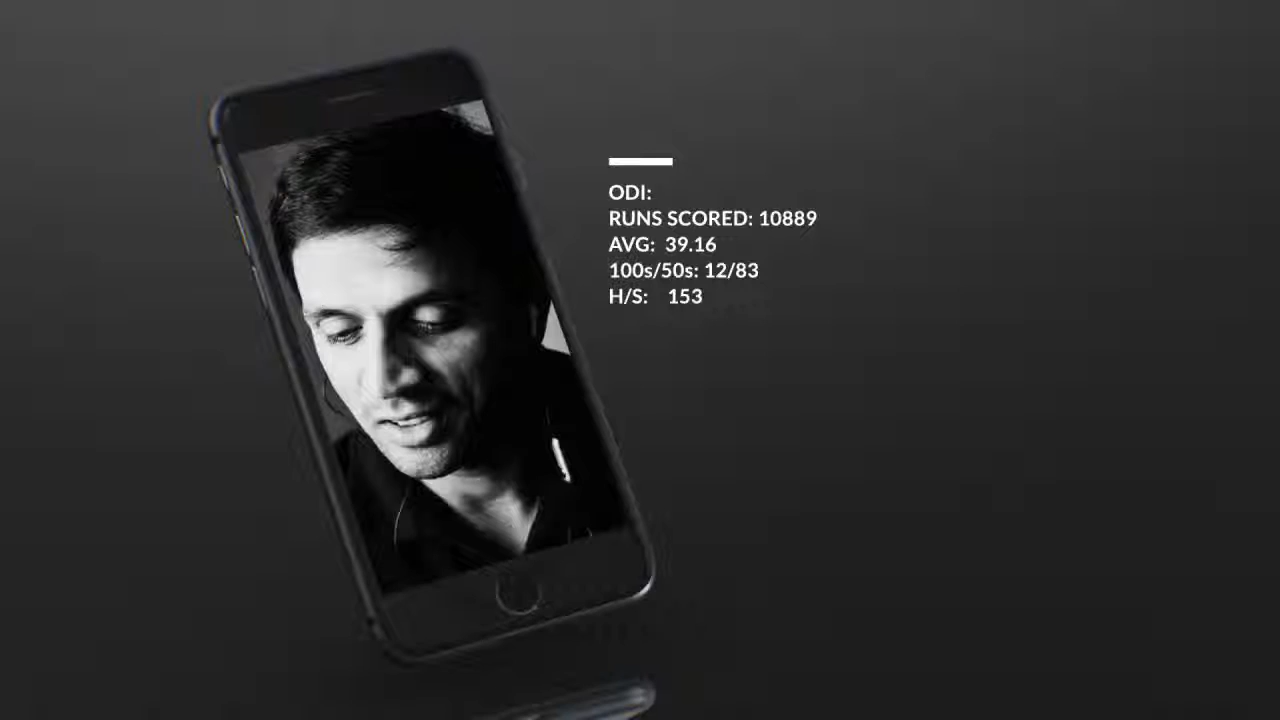 ODI:
RUNS SCORED: 10889
AVG: 39.16
100s/50s: 12/83
H/S: 153